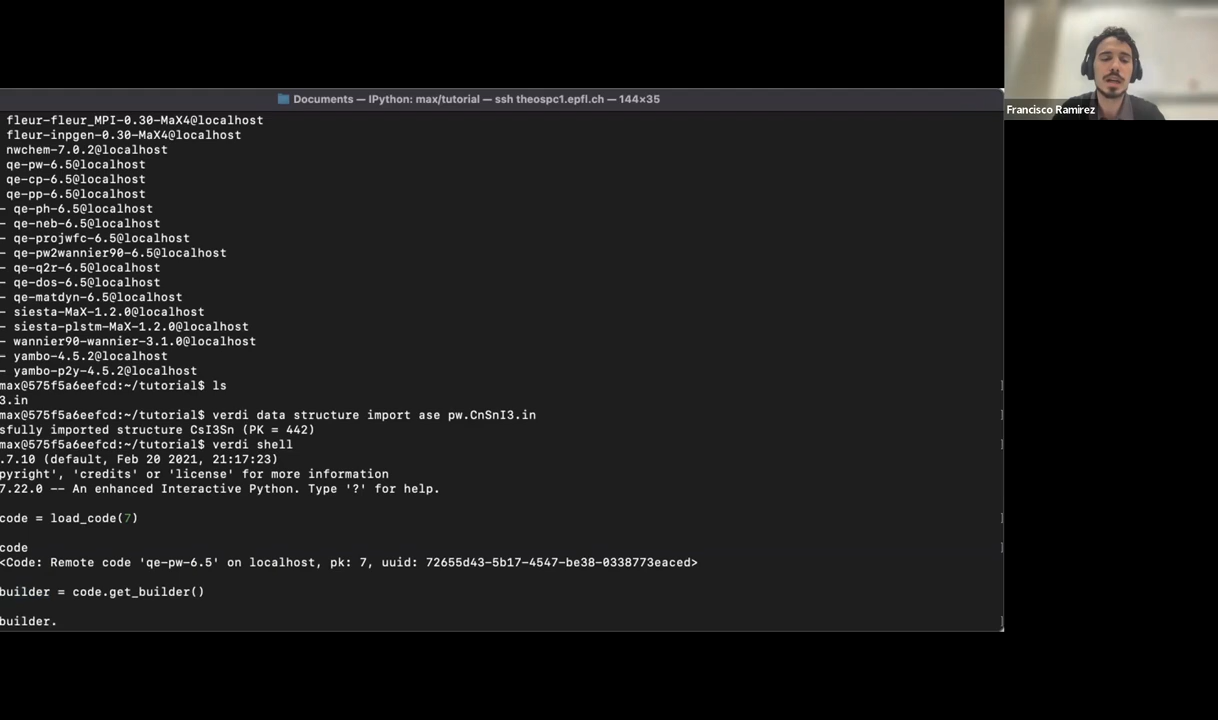 Documents — IPython: max/tutorial — ssh theospc1.epfl.ch — 144×35
fleur-fleur_MPI-0.30-MaX4@localhost
fleur-inpgen-0.30-MaX4@localhost
nwchem-7.0.2@localhost
qe-pw-6.5@localhost
qe-cp-6.5@localhost
qe-pp-6.5@localhost
- qe-ph-6.5@localhost
- qe-neb-6.5@localhost
- qe-projwfc-6.5@localhost
- qe-pw2wannier90-6.5@localhost
- qe-q2r-6.5@localhost
- qe-dos-6.5@localhost
- qe-matdyn-6.5@localhost
- siesta-MaX-1.2.0@localhost
- siesta-plstm-MaX-1.2.0@localhost
- wannier90-wannier-3.1.0@localhost
- yambo-4.5.2@localhost
- yambo-p2y-4.5.2@localhost
max@575f5a6eefcd:~/tutorial$ ls
3.in
max@575f5a6eefcd:~/tutorial$ verdi data structure import ase pw.CnSnI3.in
sfully imported structure CsI3Sn (PK = 442)
max@575f5a6eefcd:~/tutorial$ verdi shell
.7.10 (default, Feb 20 2021, 21:17:23)
pyright', 'credits' or 'license' for more information
7.22.0 -- An enhanced Interactive Python. Type '?' for help.
code = load_code(7)
code
<Code: Remote code 'qe-pw-6.5' on localhost, pk: 7, uuid: 72655d43-5b17-4547-be38-0338773eaced>
builder = code.get_builder()
builder.
Francisco Ramirez